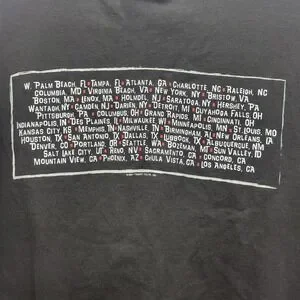 W. Palm Beach, FL * Tampa, FL * Atlanta, GA * Charlotte, NC * Raleigh, NC
Columbia, MD * Virginia Beach, VA * New York, NY * Bristow, VA
Boston, MA * Lenox, MA * Holmdel, NJ * Saratoga, NY * Hershey, PA
Wantagh, NY * Camden, NJ * Darien, NY * Detroit, MI * Cuyahoga Falls, OH
Pittsburgh, PA * Columbus, OH * Grand Rapids, MI * Cincinnati, OH
Indianapolis, IN * Des Plaines, IL * Milwaukee, WI * Minneapolis, MN * St. Louis, MO
Kansas City, KS * Memphis, TN * Nashville, TN * Birmingham, AL * New Orleans,
Houston, TX * San Antonio, TX * Dallas, TX * Lubbock, TX * Albuquerque, NM
Denver, CO * Portland, OR * Seattle, WA * Bozeman, MT * Sun Valley, ID
Salt Lake City, UT * Reno, NV * Sacramento, CA * Concord, CA
Mountain View, CA * Phoenix, AZ * Chula Vista, CA * Los Angeles, CA